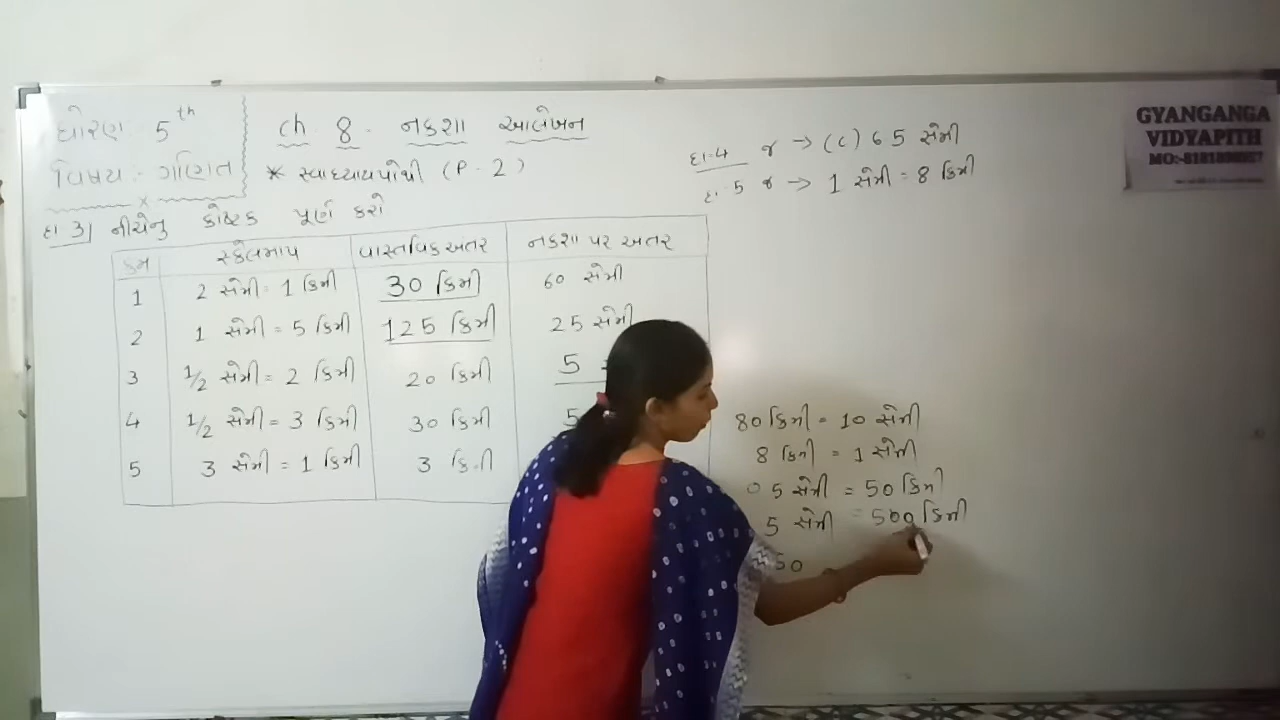 ધોરણ 5th
વિષય :- ગણિત
ch 8. નકશા આલેખન
* સ્વાધ્યાયપોથી (P. 2)
દા 3) નીચેનુ કોષ્ટક પૂર્ણ કરો
ક્રમ સ્કેલમાપ વાસ્તવિક અંતર નકશા પર અંતર
1 2 સેમી = 1 કિમી 30 કિમી 60 સેમી
2 1 સેમી = 5 કિમી 125 કિમી 25 સેમી
3 1/2 સેમી = 2 કિમી 20 કિમી 5
4 1/2 સેમી = 3 કિમી 30 કિમી 5
5 3 સેમી = 1 કિમી 3 કિમી
દા-4 જ → (c) 65 સેમી
દા-5 જ → 1 સેમી = 8 કિમી
80 કિમી = 10 સેમી
8 કિમી = 1 સેમી
0 5 સેમી = 50 કિમી
5 સેમી = 500 કિમી
50
GYANGANGA
VIDYAPITH